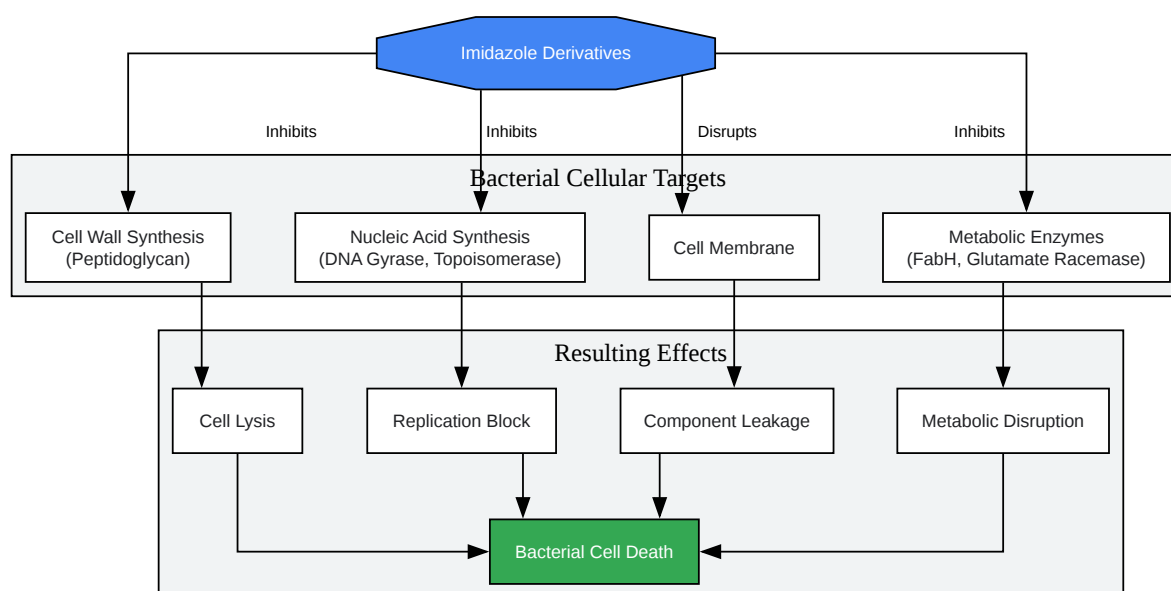 Imidazole Derivatives
Inhibits
Inhibits
Disrupts
Inhibits
Bacterial Cellular Targets
Cell Wall Synthesis
(Peptidoglycan)
Nucleic Acid Synthesis
(DNA Gyrase, Topoisomerase)
Cell Membrane
Metabolic Enzymes
(FabH, Glutamate Racemase)
Resulting Effects
Cell Lysis
Replication Block
Component Leakage
Metabolic Disruption
Bacterial Cell Death